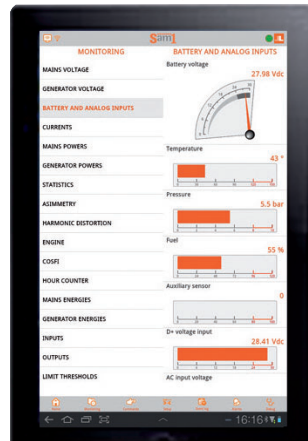 Sam1
MONITORING
BATTERY AND ANALOG INPUTS
MAINS VOLTAGE
GENERATOR VOLTAGE
BATTERY AND ANALOG INPUTS
CURRENTS
MAINS POWERS
GENERATOR POWERS
STATISTICS
ASIMMETRY
HARMONIC DISTORTION
ENGINE
COSFI
HOUR COUNTER
MAINS ENERGIES
GENERATOR ENERGIES
INPUTS
OUTPUTS
LIMIT THRESHOLDS
Battery voltage
27.98 Vdc
Temperature
43 °
Pressure
5.5 bar
Fuel
55 %
Auxiliary sensor
0
D+ voltage input
28.41 Vdc
AC input voltage
16:16